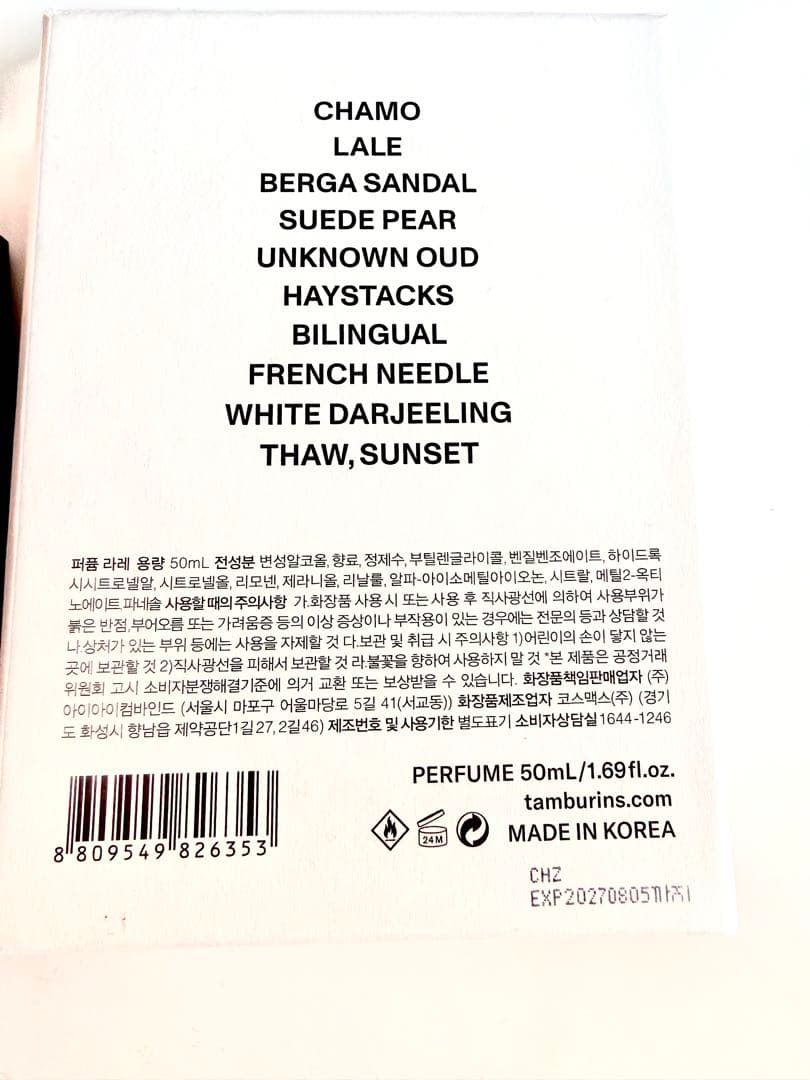 CHAMO
LALE
BERGA SANDAL
SUEDE PEAR
UNKNOWN OUD
HAYSTACKS
BILINGUAL
FRENCH NEEDLE
WHITE DARJEELING
THAW, SUNSET
퍼퓸 라레 용량 50mL 전성분 변성알코올, 향료, 정제수, 부틸렌글라이콜, 벤질벤조에이트, 하이드록
시시트로넬알, 시트로넬올, 리모넨, 제라니올, 리날룰, 알파-아이소메틸아이오논, 시트랄, 메틸2-옥티
노에이트, 파네솔 사용할 때의 주의사항 가.화장품 사용 시 또는 사용 후 직사광선에 의하여 사용부위가
붉은 반점, 부어오름 또는 가려움증 등의 이상 증상이나 부작용이 있는 경우에는 전문의 등과 상담할 것
나.상처가 있는 부위 등에는 사용을 자제할 것 다.보관 및 취급 시 주의사항 1)어린이의 손이 닿지 않는
곳에 보관할 것 2)직사광선을 피해서 보관할 것 라.불꽃을 향하여 사용하지 말 것 *본 제품은 공정거래
위원회 고시 소비자분쟁해결기준에 의거 교환 또는 보상받을 수 있습니다. 화장품책임판매업자 (주)
아이아이컴바인드 (서울시 마포구 어울마당로 5길 41(서교동)) 화장품제조업자 코스맥스(주) (경기
도 화성시 향남읍 제약공단1길 27, 2길 46) 제조번호 및 사용기한 별도표기 소비자상담실 1644-1246
PERFUME 50mL/1.69fl.oz.
tamburins.com
24M
MADE IN KOREA
8 809549 826353
CHZ
EXP20270805까지